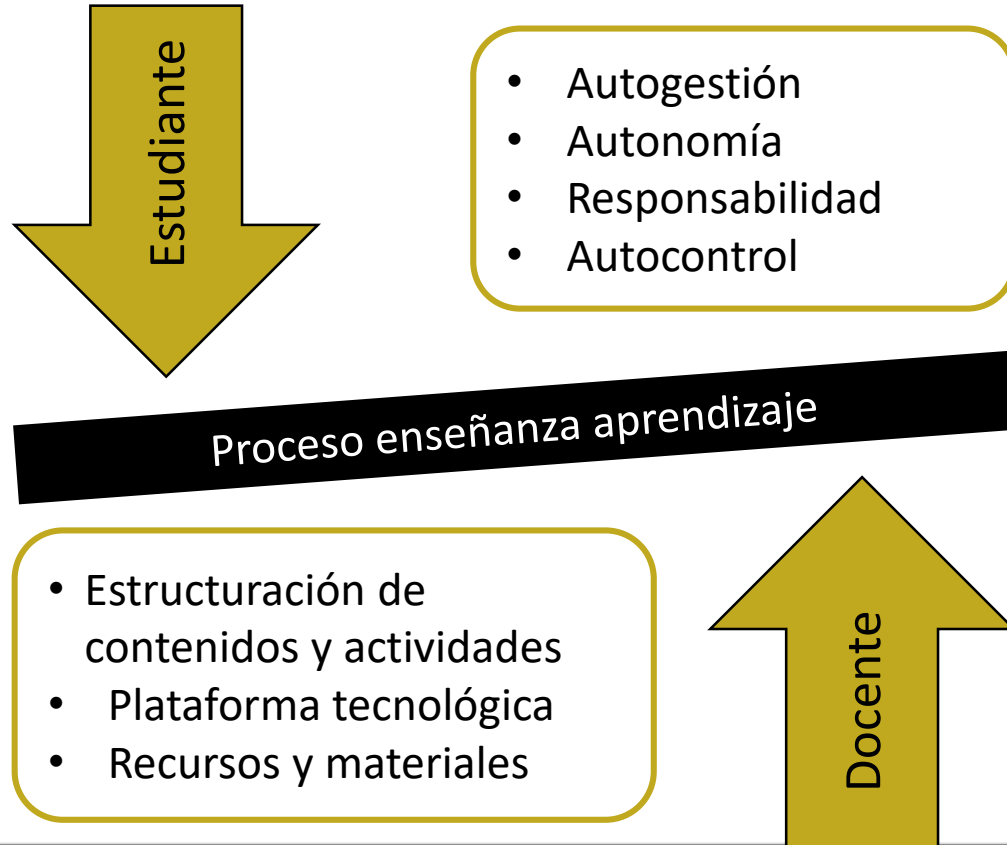 Estudiante
• Autogestión
• Autonomía
• Responsabilidad
• Autocontrol
Proceso enseñanza aprendizaje
• Estructuración de
contenidos y actividades
• Plataforma tecnológica
• Recursos y materiales
Docente